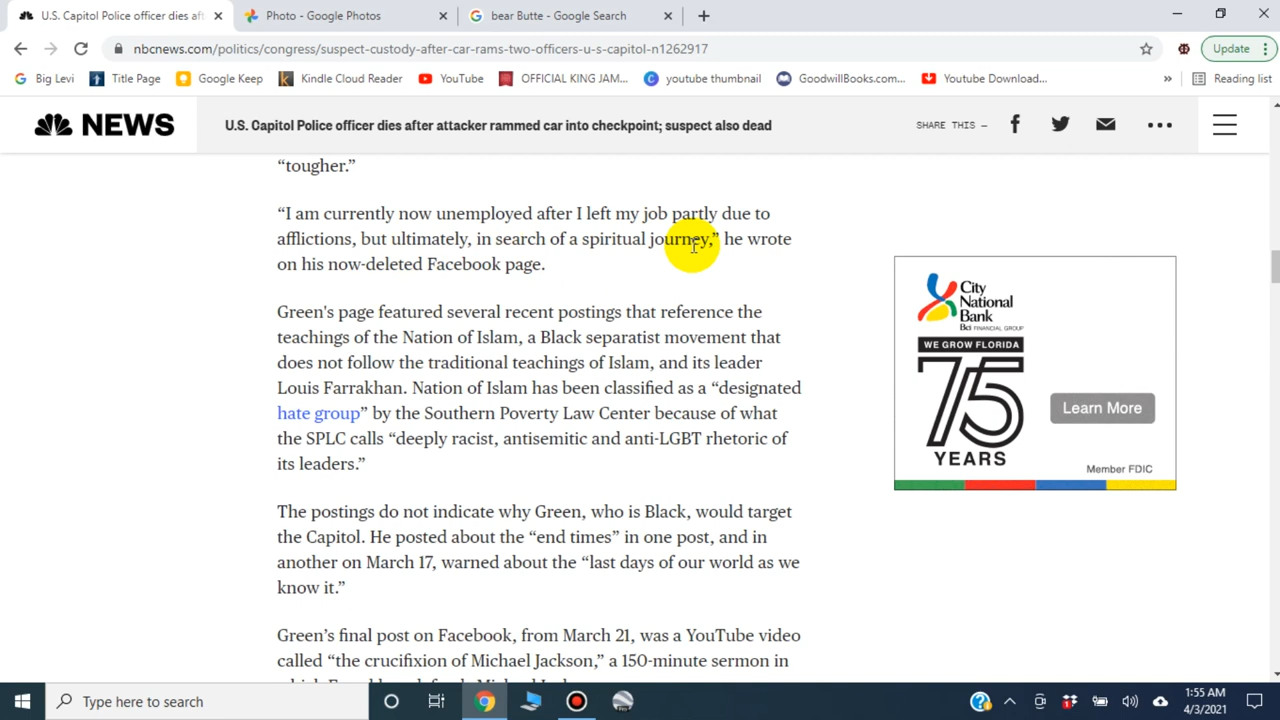 U.S. Capitol Police officer dies aft
Photo - Google Photos
bear Butte - Google Search
nbcnews.com/politics/congress/suspect-custody-after-car-rams-two-officers-u-s-capitol-n1262917
Update
Big Levi
Title Page
Google Keep
Kindle Cloud Reader
YouTube
OFFICIAL KING JAM...
youtube thumbnail
GoodwillBooks.com...
Youtube Download...
»
Reading list
NEWS
U.S. Capitol Police officer dies after attacker rammed car into checkpoint; suspect also dead
SHARE THIS —
“tougher.”
“I am currently now unemployed after I left my job partly due to
afflictions, but ultimately, in search of a spiritual journey,” he wrote
on his now-deleted Facebook page.
Green's page featured several recent postings that reference the
teachings of the Nation of Islam, a Black separatist movement that
does not follow the traditional teachings of Islam, and its leader
Louis Farrakhan. Nation of Islam has been classified as a “designated
hate group” by the Southern Poverty Law Center because of what
the SPLC calls “deeply racist, antisemitic and anti-LGBT rhetoric of
its leaders.”
The postings do not indicate why Green, who is Black, would target
the Capitol. He posted about the “end times” in one post, and in
another on March 17, warned about the “last days of our world as we
know it.”
Green’s final post on Facebook, from March 21, was a YouTube video
called “the crucifixion of Michael Jackson,” a 150-minute sermon in
City
National
Bank
Bci FINANCIAL GROUP
WE GROW FLORIDA
75
YEARS
Learn More
Member FDIC
Type here to search
1:55 AM
4/3/2021